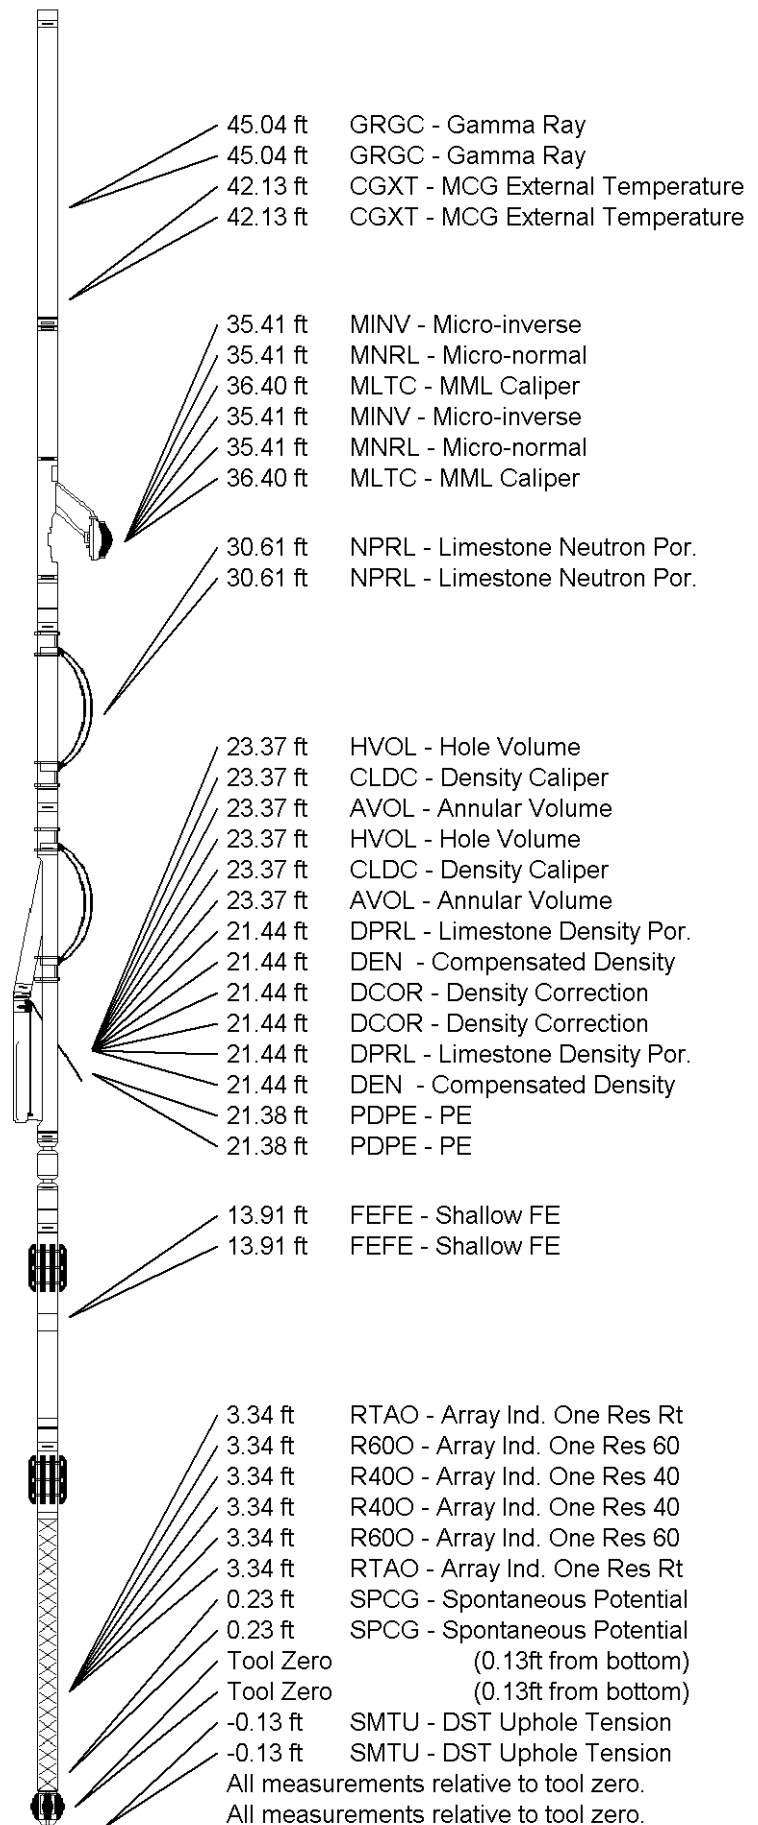 45.04 ft GRGC - Gamma Ray
45.04 ft GRGC - Gamma Ray
42.13 ft CGXT - MCG External Temperature
42.13 ft CGXT - MCG External Temperature
35.41 ft MINV - Micro-inverse
35.41 ft MNRL - Micro-normal
36.40 ft MLTC - MML Caliper
35.41 ft MINV - Micro-inverse
35.41 ft MNRL - Micro-normal
36.40 ft MLTC - MML Caliper
30.61 ft NPRL - Limestone Neutron Por.
30.61 ft NPRL - Limestone Neutron Por.
23.37 ft HVOL - Hole Volume
23.37 ft CLDC - Density Caliper
23.37 ft AVOL - Annular Volume
23.37 ft HVOL - Hole Volume
23.37 ft CLDC - Density Caliper
23.37 ft AVOL - Annular Volume
21.44 ft DPRL - Limestone Density Por.
21.44 ft DEN - Compensated Density
21.44 ft DCOR - Density Correction
21.44 ft DCOR - Density Correction
21.44 ft DPRL - Limestone Density Por.
21.44 ft DEN - Compensated Density
21.38 ft PDPE - PE
21.38 ft PDPE - PE
13.91 ft FEFE - Shallow FE
13.91 ft FEFE - Shallow FE
3.34 ft RTAO - Array Ind. One Res Rt
3.34 ft R60O - Array Ind. One Res 60
3.34 ft R40O - Array Ind. One Res 40
3.34 ft R40O - Array Ind. One Res 40
3.34 ft R60O - Array Ind. One Res 60
3.34 ft RTAO - Array Ind. One Res Rt
0.23 ft SPCG - Spontaneous Potential
0.23 ft SPCG - Spontaneous Potential
Tool Zero (0.13ft from bottom)
Tool Zero (0.13ft from bottom)
-0.13 ft SMTU - DST Uphole Tension
-0.13 ft SMTU - DST Uphole Tension
All measurements relative to tool zero.
All measurements relative to tool zero.